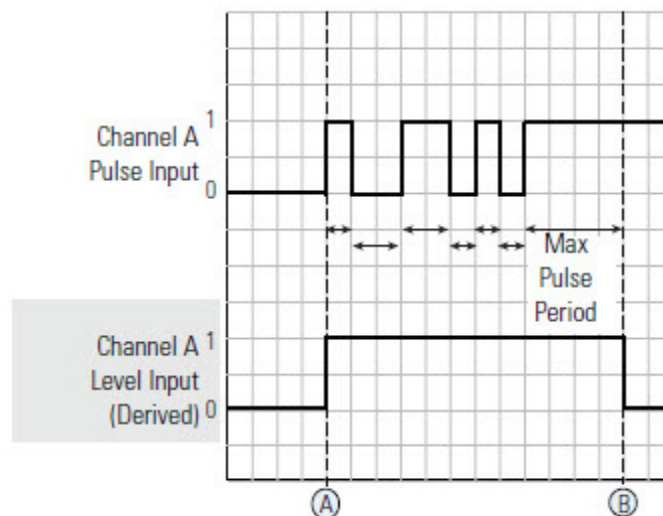 Channel A 1
Pulse Input
0
Max
Pulse
Period
Channel A 1
Level Input
(Derived) 0
A B